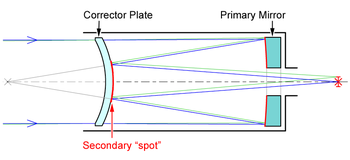 Corrector Plate Primary Mirror
Secondary “spot”